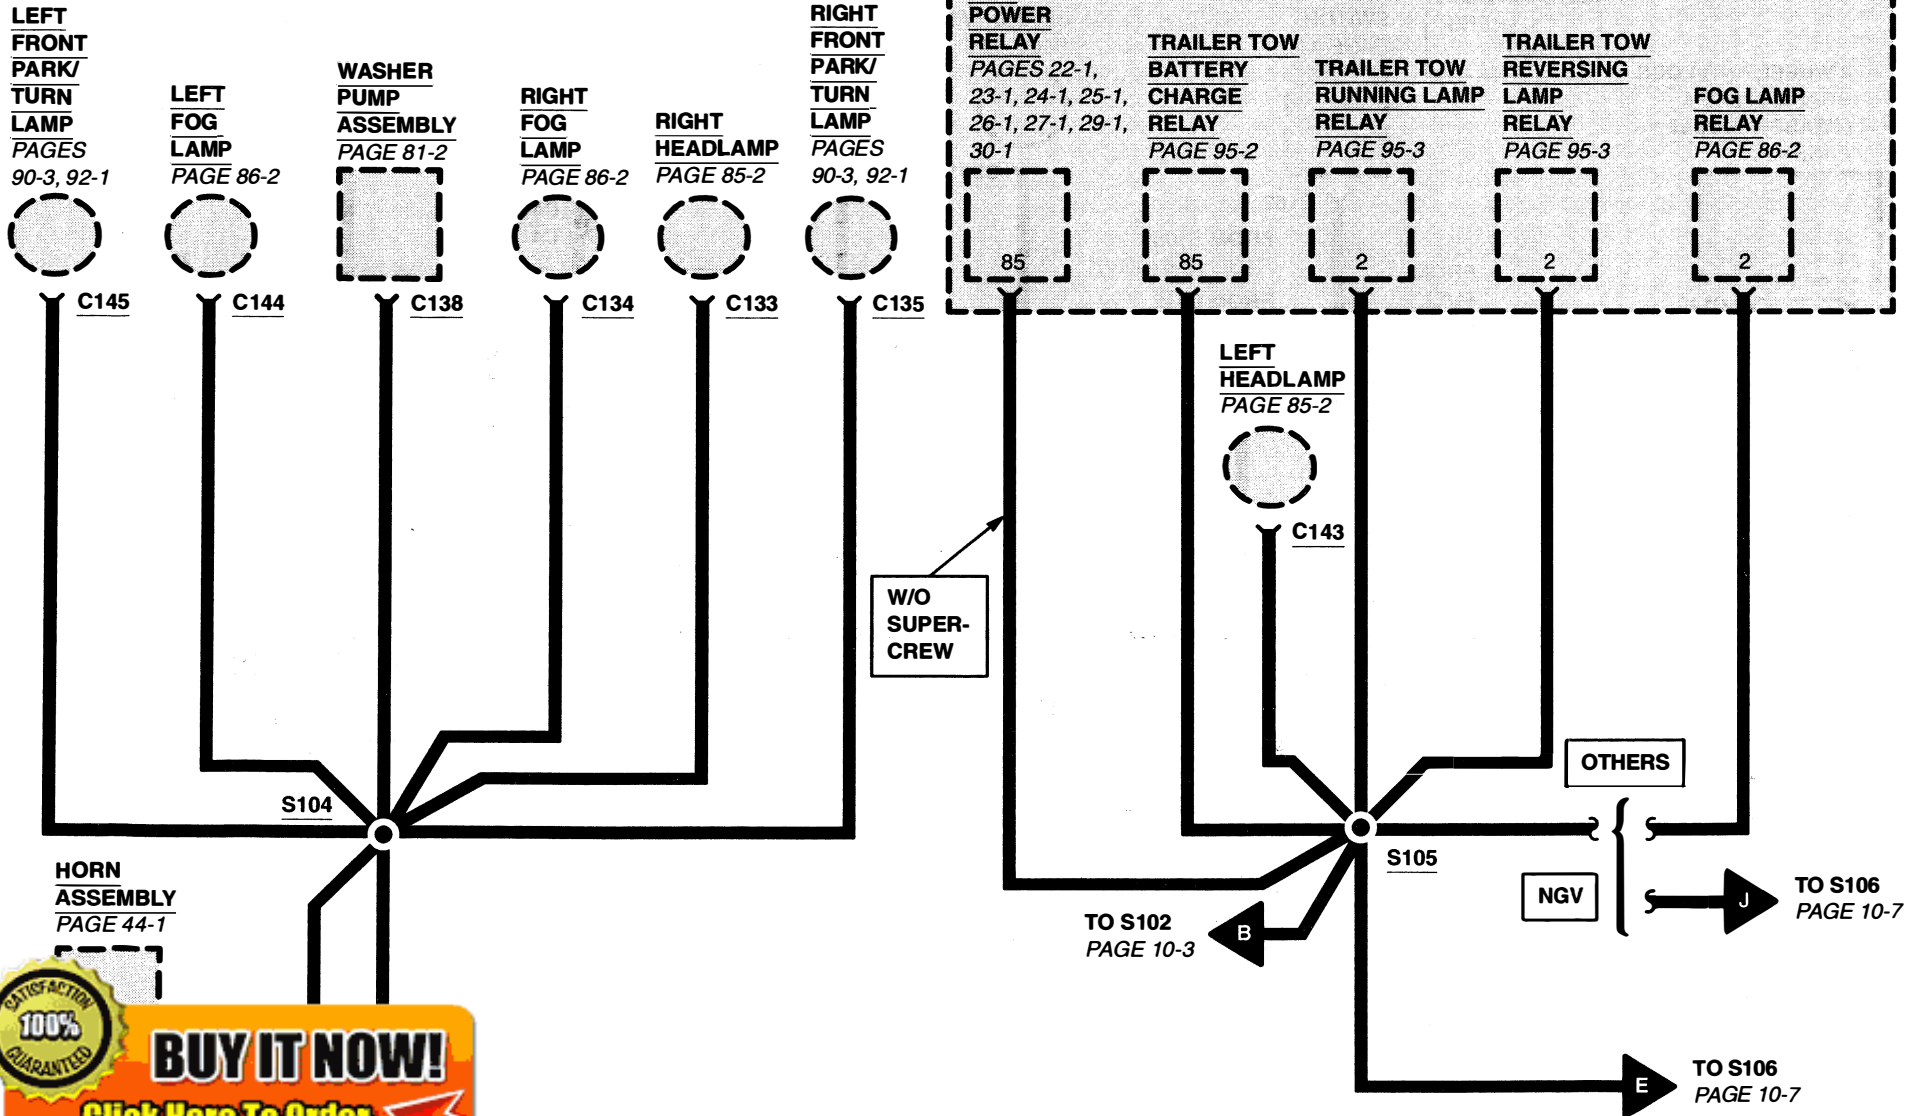 LEFT
FRONT
PARK/
TURN
LAMP
PAGES
90-3, 92-1
C145
LEFT
FOG
LAMP
PAGE 86-2
C144
WASHER
PUMP
ASSEMBLY
PAGE 81-2
C138
RIGHT
FOG
LAMP
PAGE 86-2
C134
RIGHT
HEADLAMP
PAGE 85-2
C133
RIGHT
FRONT
PARK/
TURN
LAMP
PAGES
90-3, 92-1
C135
POWER
RELAY
PAGES 22-1,
23-1, 24-1, 25-1,
26-1, 27-1, 29-1,
30-1
85
TRAILER TOW
BATTERY
CHARGE
RELAY
PAGE 95-2
85
TRAILER TOW
RUNNING LAMP
RELAY
PAGE 95-3
2
TRAILER TOW
REVERSING
LAMP
RELAY
PAGE 95-3
2
FOG LAMP
RELAY
PAGE 86-2
2
LEFT
HEADLAMP
PAGE 85-2
C143
W/O
SUPER-
CREW
OTHERS
S104
S105
NGV
J
TO S106
PAGE 10-7
TO S102
PAGE 10-3
B
HORN
ASSEMBLY
PAGE 44-1
E
TO S106
PAGE 10-7
SATISFACTION
100%
GUARANTEED
BUY IT NOW!
Click Here To Order